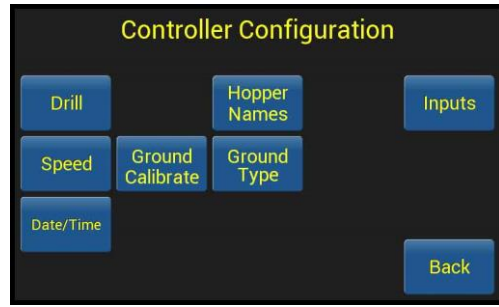 Controller Configuration
Drill
Hopper
Names
Inputs
Speed
Ground
Calibrate
Ground
Type
Date/Time
Back